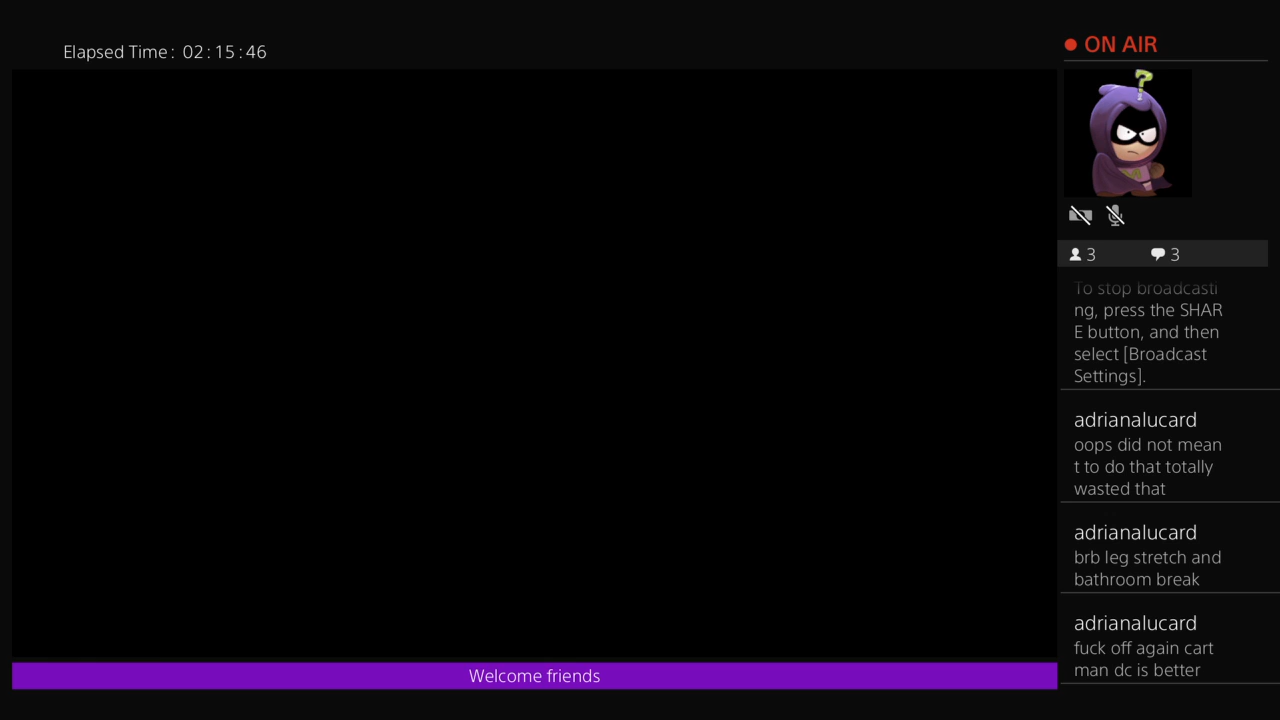 Elapsed Time: 02:15:46
ON AIR
?
3 3
To stop broadcasti
ng, press the SHAR
E button, and then
select [Broadcast
Settings].
adrianalucard
oops did not mean
t to do that totally
wasted that
adrianalucard
brb leg stretch and
bathroom break
adrianalucard
fuck off again cart
man dc is better
Welcome friends